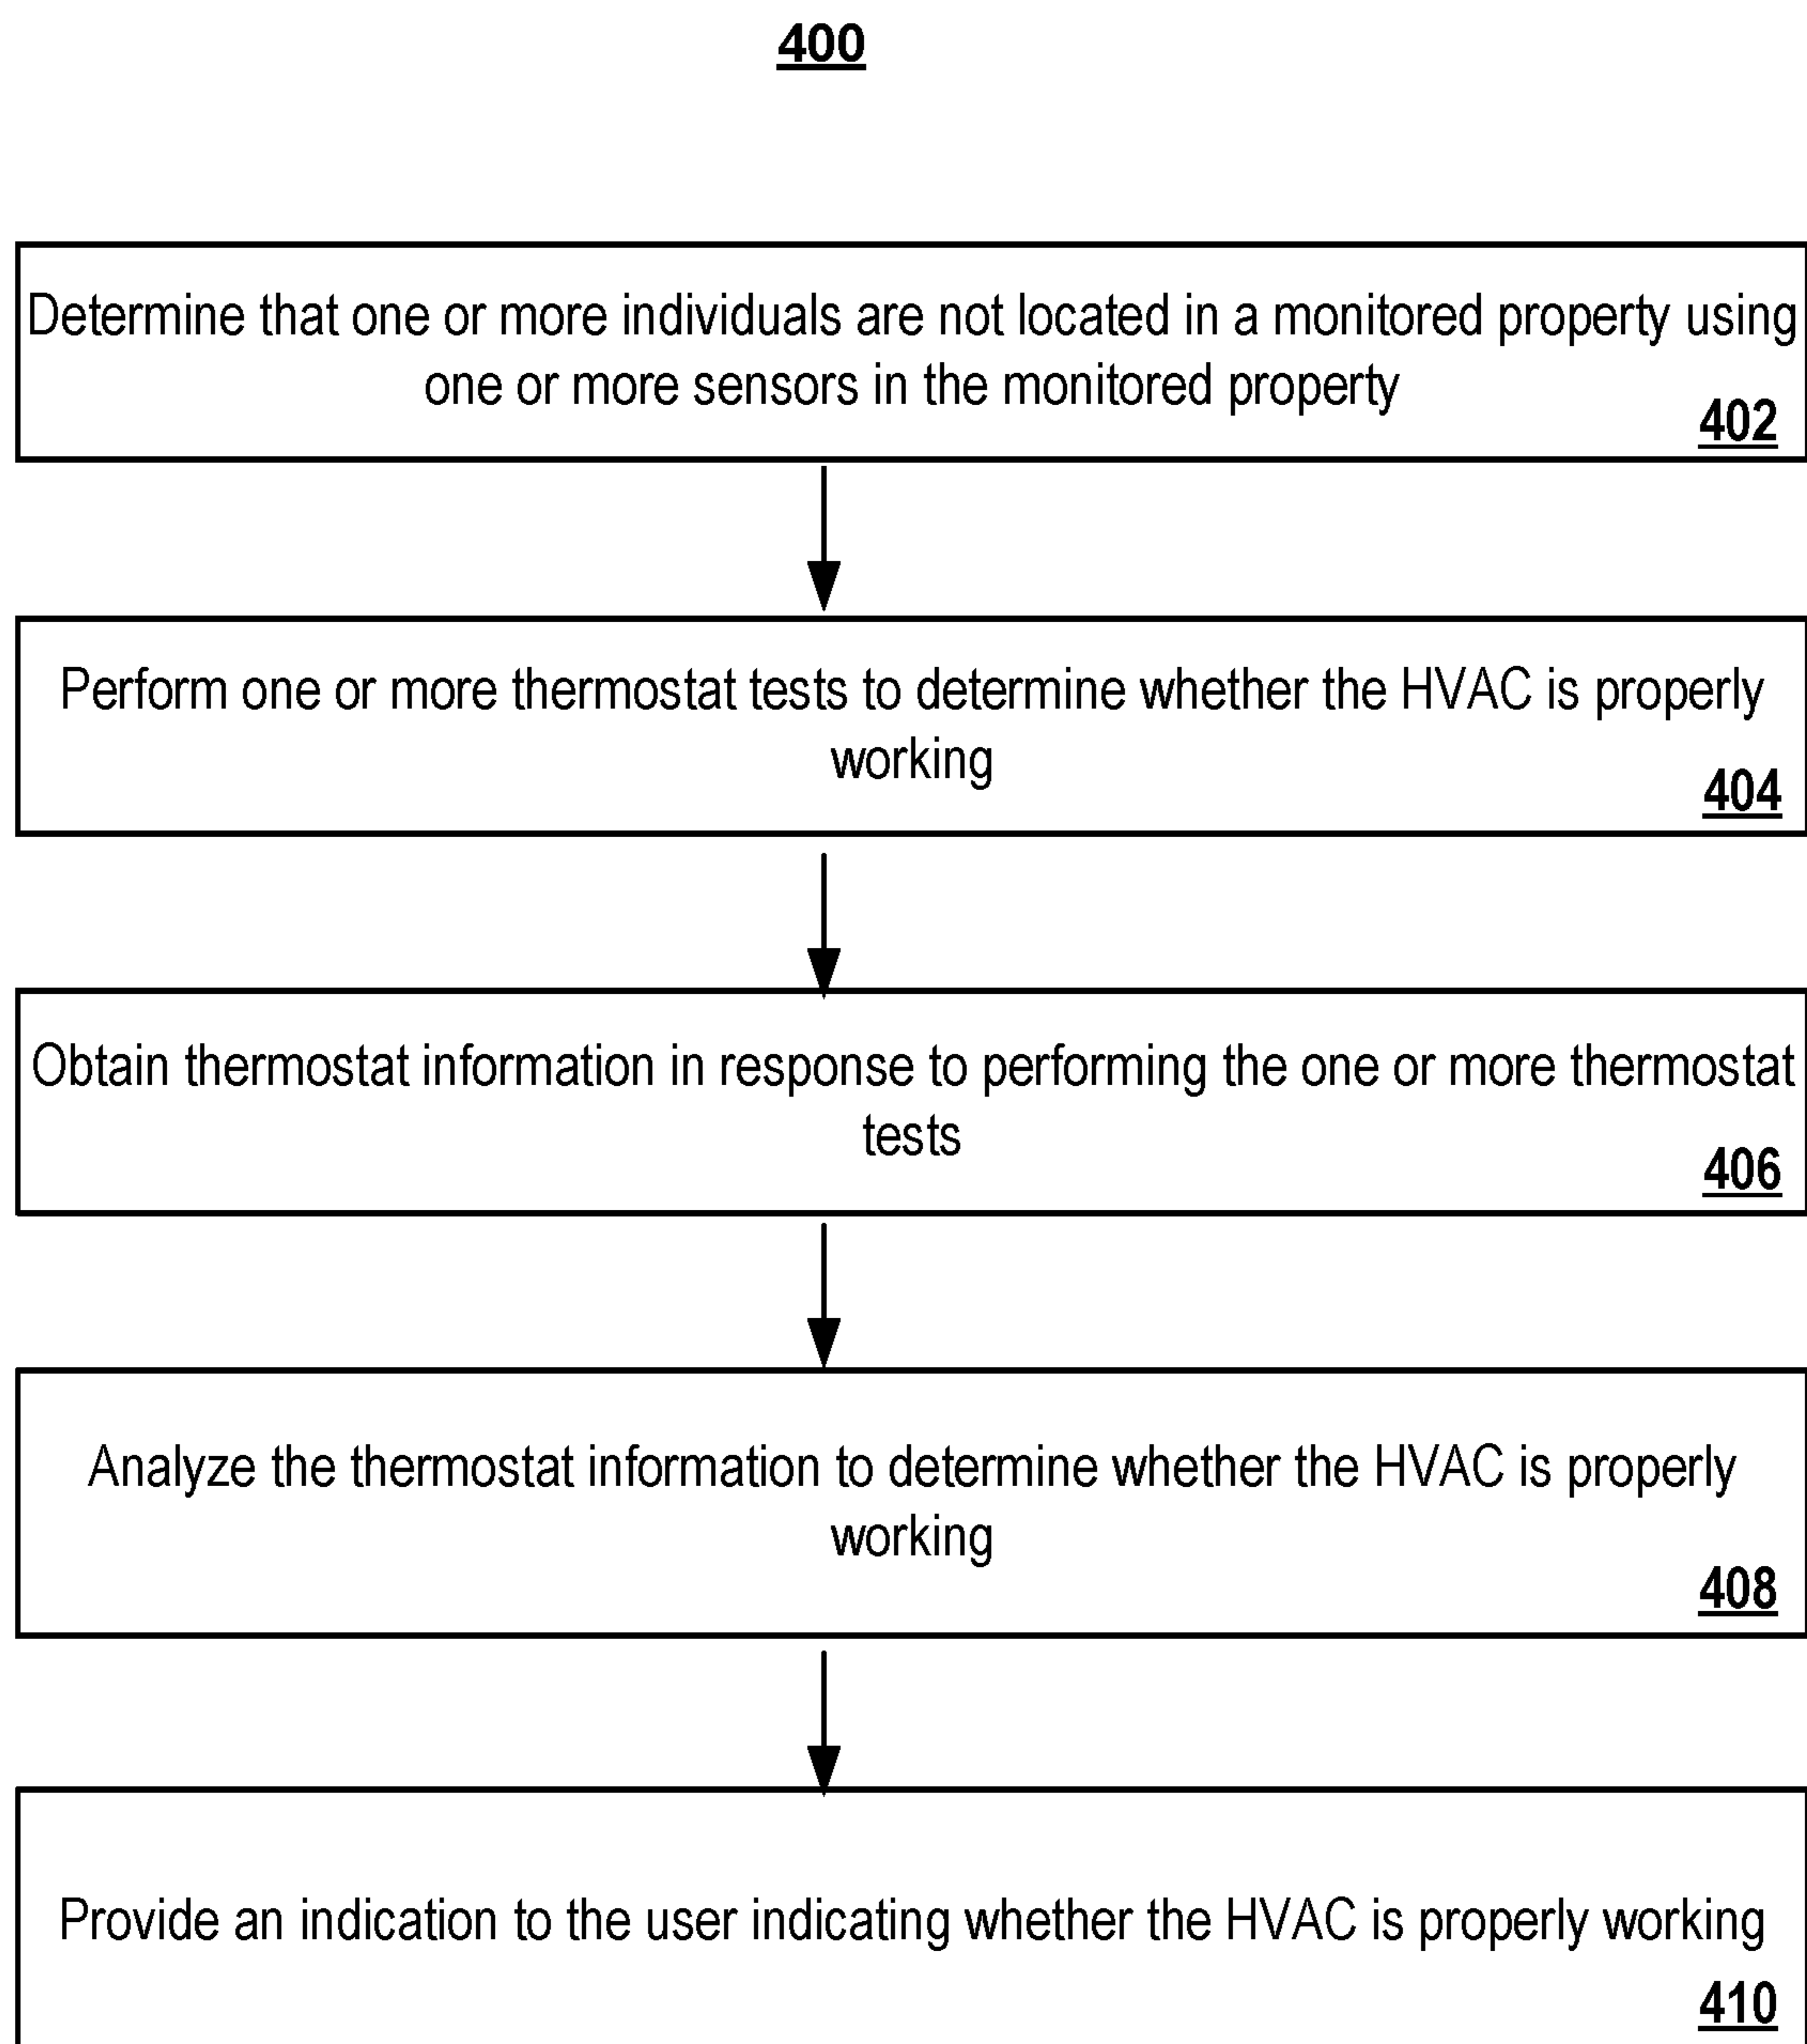 400
Determine that one or more individuals are not located in a monitored property using
one or more sensors in the monitored property
402
Perform one or more thermostat tests to determine whether the HVAC is properly
working
404
Obtain thermostat information in response to performing the one or more thermostat
tests
406
Analyze the thermostat information to determine whether the HVAC is properly
working
408
Provide an indication to the user indicating whether the HVAC is properly working
410